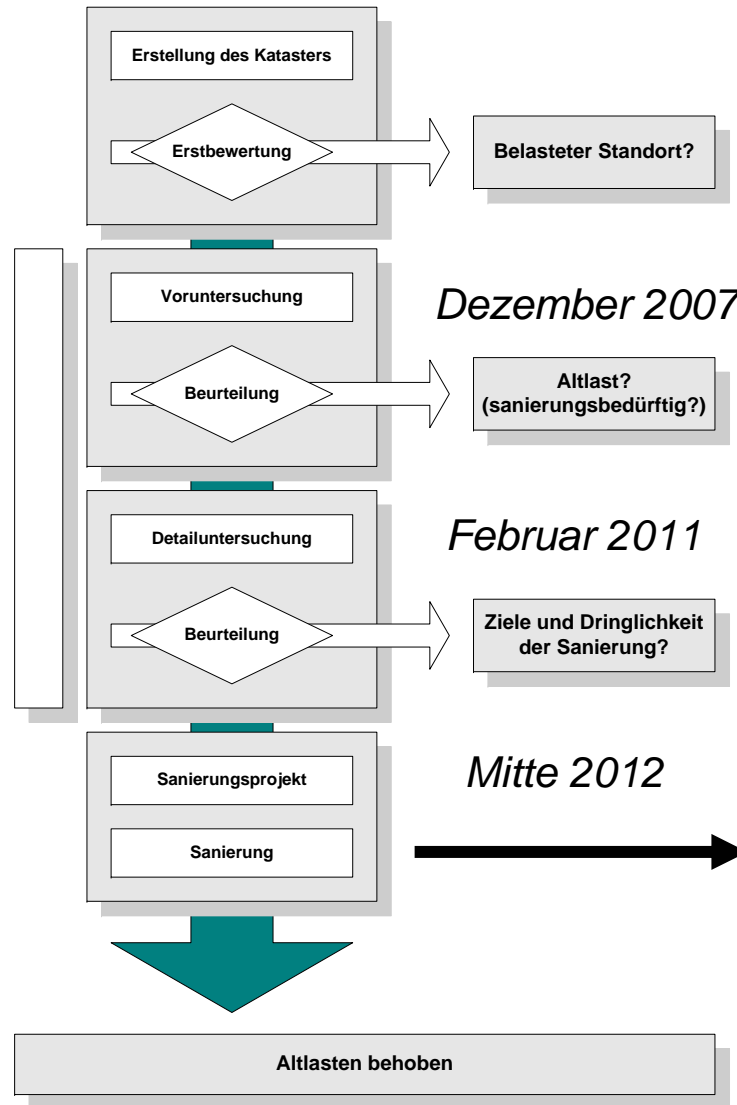 Erstellung des Katasters
Erstbewertung
Belasteter Standort?
Voruntersuchung
Dezember 2007
Beurteilung
Altlast?
(sanierungsbedürftig?)
Detailuntersuchung
Februar 2011
Beurteilung
Ziele und Dringlichkeit
der Sanierung?
Sanierungsprojekt
Mitte 2012
Sanierung
Altlasten behoben